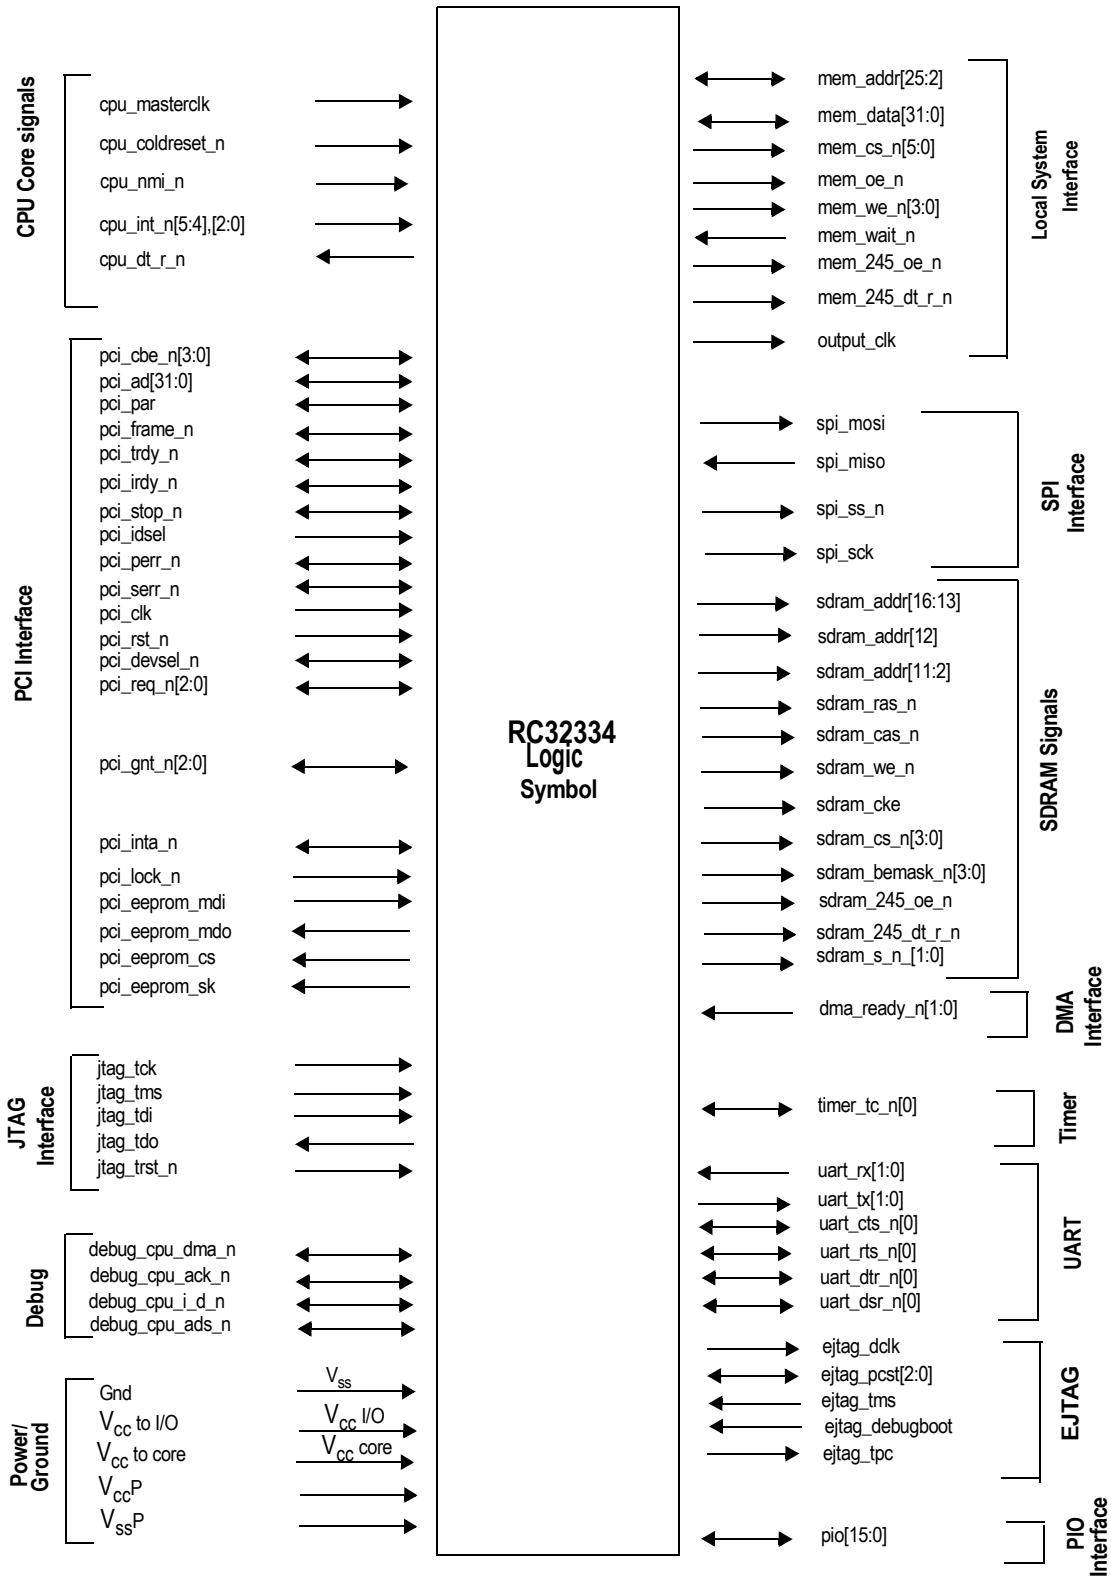 CPU Core signals
cpu_masterclk
cpu_coldreset_n
cpu_nmi_n
cpu_int_n[5:4],[2:0]
cpu_dt_r_n
PCI Interface
pci_cbe_n[3:0]
pci_ad[31:0]
pci_par
pci_frame_n
pci_trdy_n
pci_irdy_n
pci_stop_n
pci_idsel
pci_perr_n
pci_serr_n
pci_clk
pci_rst_n
pci_devsel_n
pci_req_n[2:0]
pci_gnt_n[2:0]
pci_inta_n
pci_lock_n
pci_eeprom_mdi
pci_eeprom_mdo
pci_eeprom_cs
pci_eeprom_sk
JTAG
Interface
jtag_tck
jtag_tms
jtag_tdi
jtag_tdo
jtag_trst_n
Debug
debug_cpu_dma_n
debug_cpu_ack_n
debug_cpu_i_d_n
debug_cpu_ads_n
Power/
Ground
Gnd
Vss
Vcc to I/O
Vcc I/O
Vcc to core
Vcc core
VccP
VssP
RC32334
Logic
Symbol
mem_addr[25:2]
mem_data[31:0]
mem_cs_n[5:0]
mem_oe_n
mem_we_n[3:0]
mem_wait_n
mem_245_oe_n
mem_245_dt_r_n
output_clk
Local System
Interface
spi_mosi
spi_miso
spi_ss_n
spi_sck
SPI
Interface
sdram_addr[16:13]
sdram_addr[12]
sdram_addr[11:2]
sdram_ras_n
sdram_cas_n
sdram_we_n
sdram_cke
sdram_cs_n[3:0]
sdram_bemask_n[3:0]
sdram_245_oe_n
sdram_245_dt_r_n
sdram_s_n_[1:0]
SDRAM Signals
dma_ready_n[1:0]
DMA
Interface
timer_tc_n[0]
Timer
uart_rx[1:0]
uart_tx[1:0]
uart_cts_n[0]
uart_rts_n[0]
uart_dtr_n[0]
uart_dsr_n[0]
UART
ejtag_dclk
ejtag_pcst[2:0]
ejtag_tms
ejtag_debugboot
ejtag_tpc
EJTAG
pio[15:0]
PIO
Interface